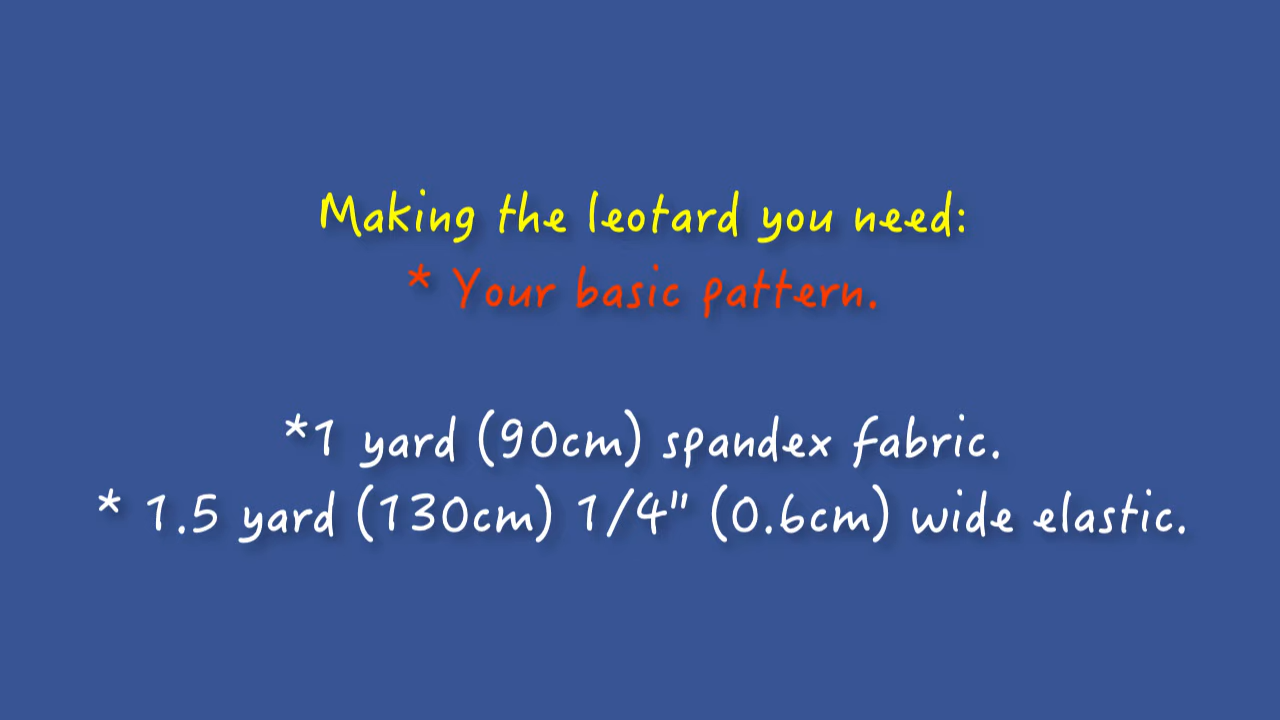 Making the leotard you need:
* Your basic pattern.
*1 yard (90cm) spandex fabric.
* 1.5 yard (130cm) 1/4" (0.6cm) wide elastic.